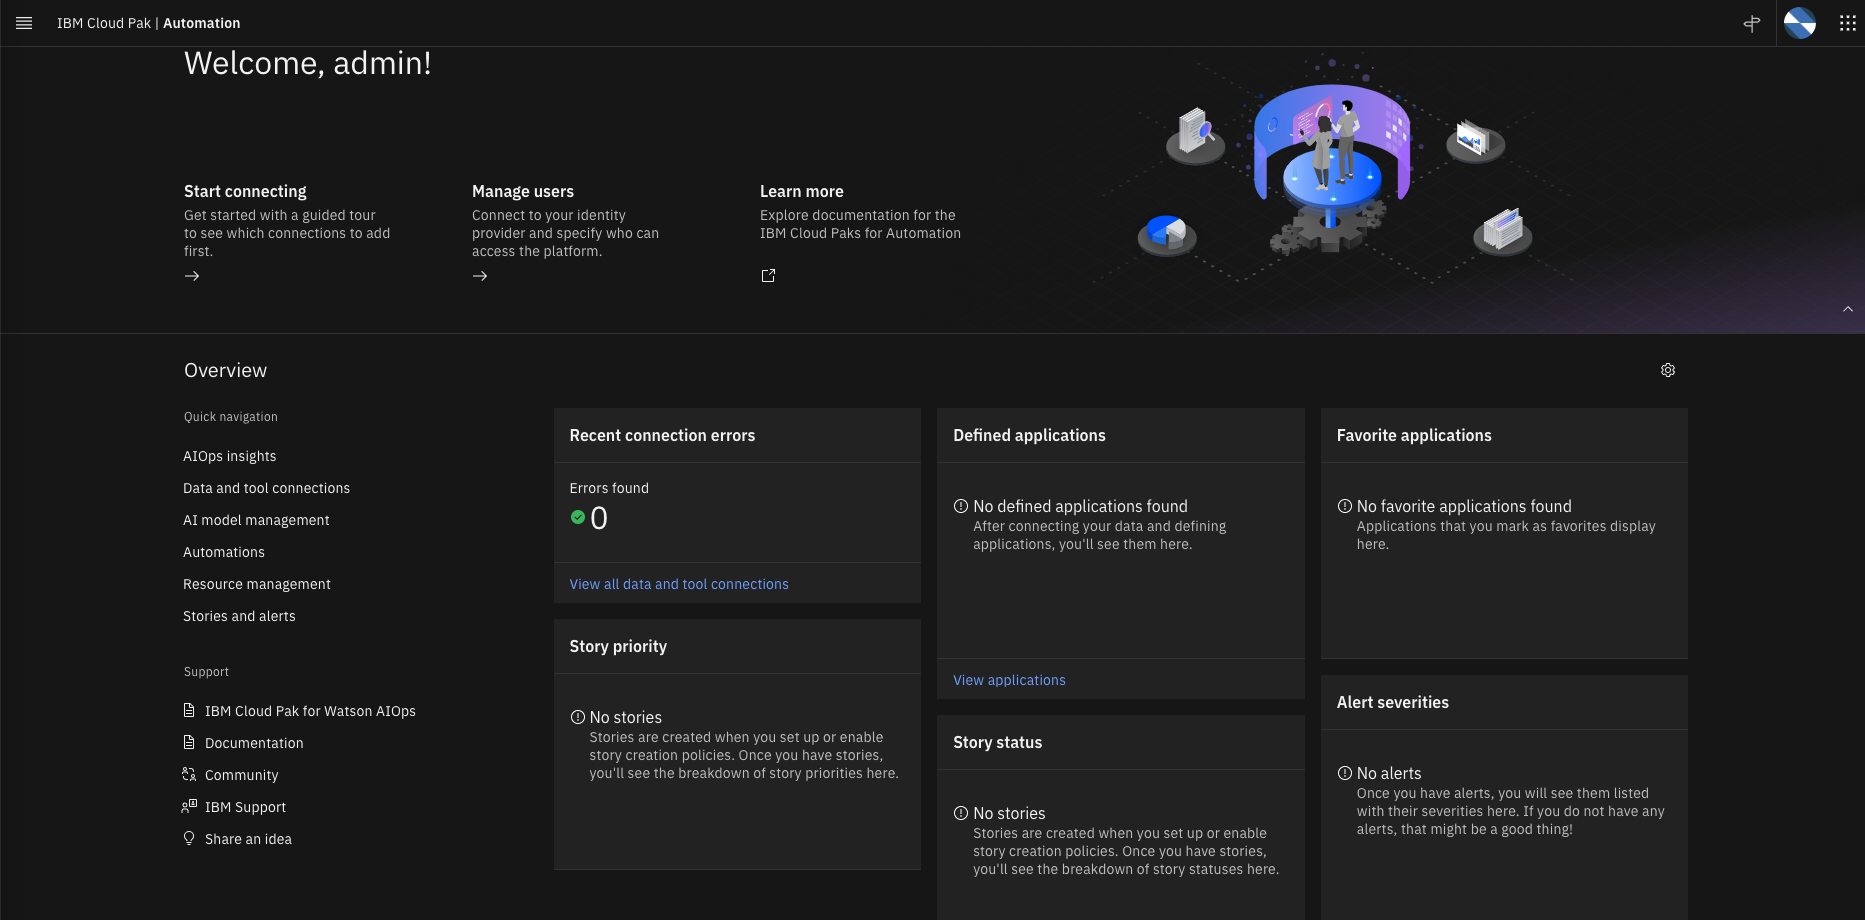 IBM Cloud Pak | Automation
Welcome, admin!
Start connecting
Get started with a guided tour
to see which connections to add
first.
Manage users
Connect to your identity
provider and specify who can
access the platform.
Learn more
Explore documentation for the
IBM Cloud Paks for Automation
Overview
Quick navigation
AIOps insights
Data and tool connections
AI model management
Automations
Resource management
Stories and alerts
Support
IBM Cloud Pak for Watson AIOps
Documentation
Community
IBM Support
Share an idea
Recent connection errors
Errors found
0
View all data and tool connections
Story priority
No stories
Stories are created when you set up or enable
story creation policies. Once you have stories,
you'll see the breakdown of story priorities here.
Defined applications
No defined applications found
After connecting your data and defining
applications, you'll see them here.
View applications
Story status
No stories
Stories are created when you set up or enable
story creation policies. Once you have stories,
you'll see the breakdown of story statuses here.
Favorite applications
No favorite applications found
Applications that you mark as favorites display
here.
Alert severities
No alerts
Once you have alerts, you will see them listed
with their severities here. If you do not have any
alerts, that might be a good thing!